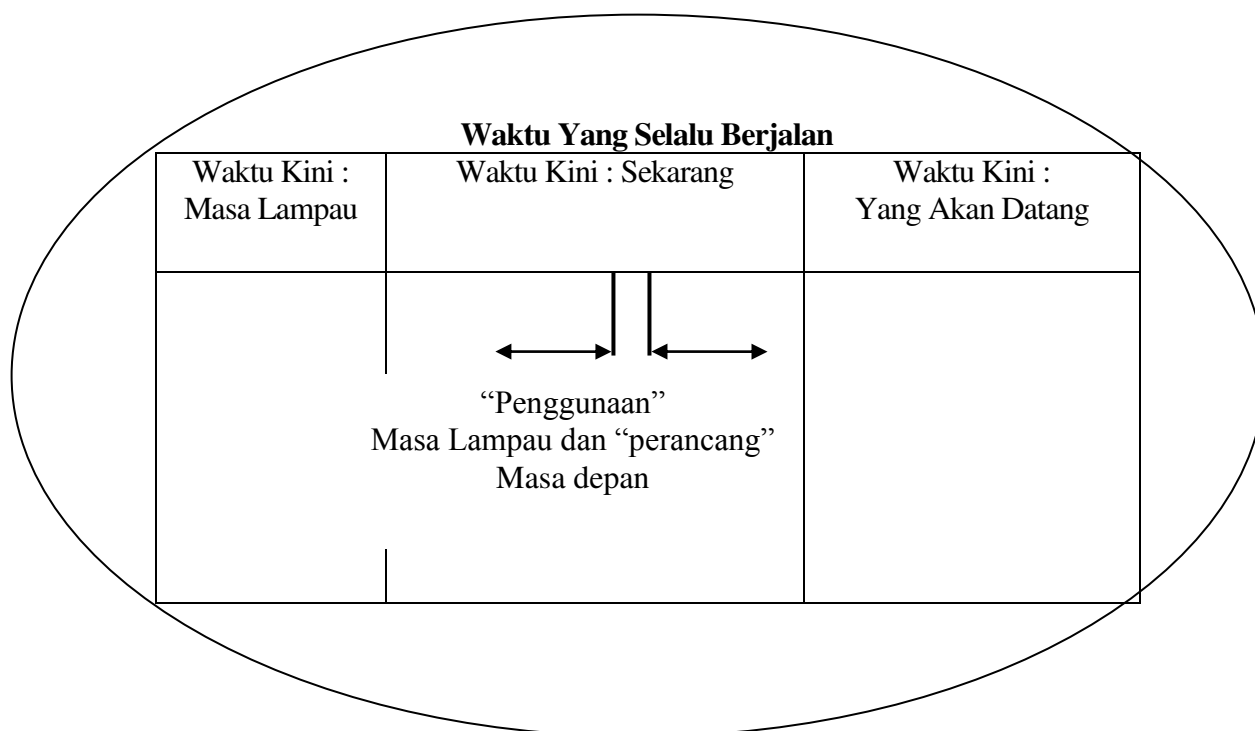 Waktu Yang Selalu Berjalan
Waktu Kini :
Masa Lampau
Waktu Kini : Sekarang
Waktu Kini :
Yang Akan Datang
“Penggunaan”
Masa Lampau dan “perancang”
Masa depan